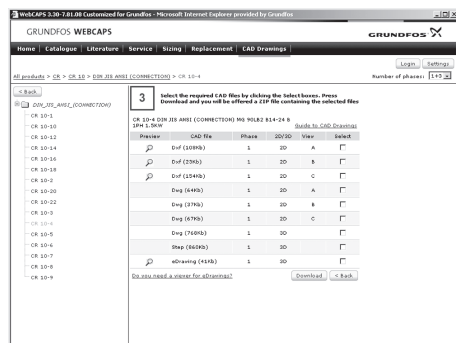 WebCAPS 3.30-7.81.08 Customized for Grundfos - Microsoft Internet Explorer provided by Grundfos
GRUNDFOS WEBCAPS
GRUNDFOS
Home | Catalogue | Literature | Service | Sizing | Replacement | CAD Drawings
Login Settings
All products > CR > CR 10 > DIN JIS ANSI (CONNECTION) > CR 10-4
Number of phases: 1+3
< Back
DIN_JIS_ANSI_(CONNECTION)
CR 10-1
CR 10-10
CR 10-12
CR 10-14
CR 10-16
CR 10-18
CR 10-2
CR 10-20
CR 10-22
CR 10-3
CR 10-4
CR 10-5
CR 10-6
CR 10-7
CR 10-8
CR 10-9
3
Select the required CAD files by clicking the Select boxes. Press
Download and you will be offered a ZIP file containing the selected files
CR 10-4 DIN JIS ANSI (CONNECTION) MG 90LB2 B14-24 B
1PH 1.5KW
Guide to CAD Drawings
Preview CAD file Phase 2D/3D View Select
Dxf (108Kb) 1 2D A
Dxf (23Kb) 1 2D B
Dxf (154Kb) 1 2D C
Dwg (64Kb) 1 2D A
Dwg (37Kb) 1 2D B
Dwg (67Kb) 1 2D C
Dwg (768Kb) 1 3D
Step (860Kb) 1 3D
eDrawing (41Kb) 1 3D
Do you need a viewer for eDrawings?
Download < Back